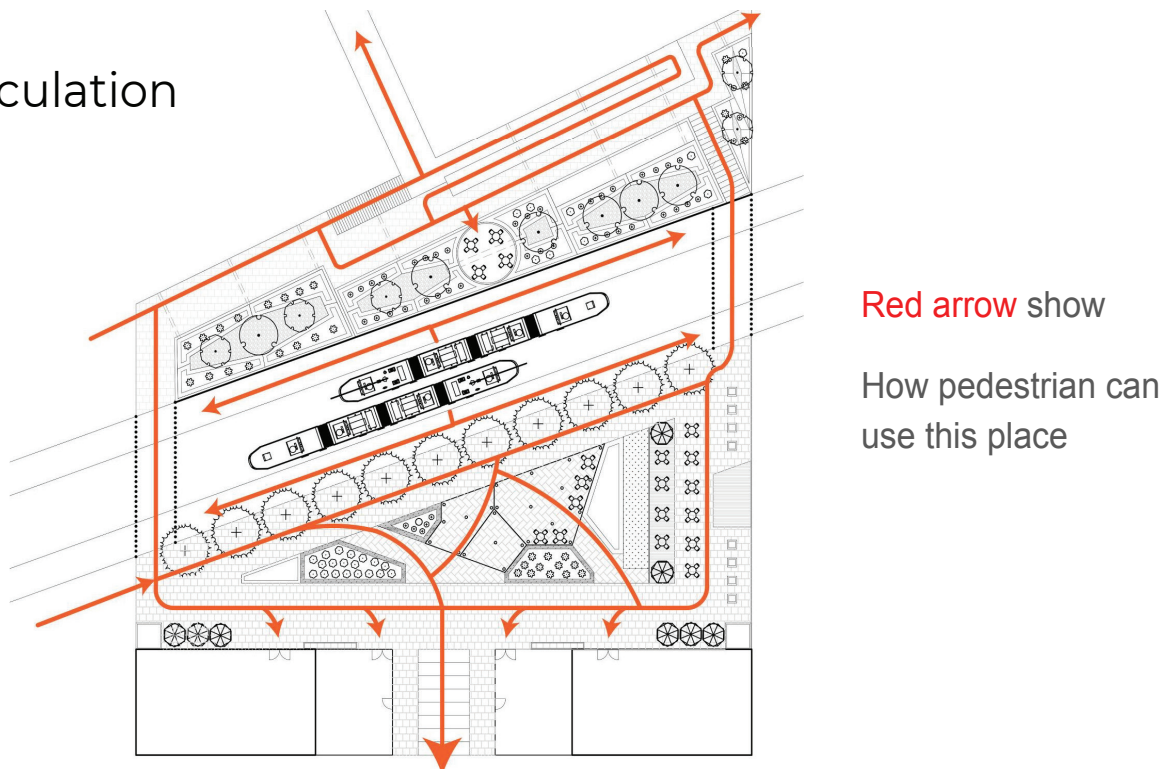 culation
Red arrow show
How pedestrian can
use this place